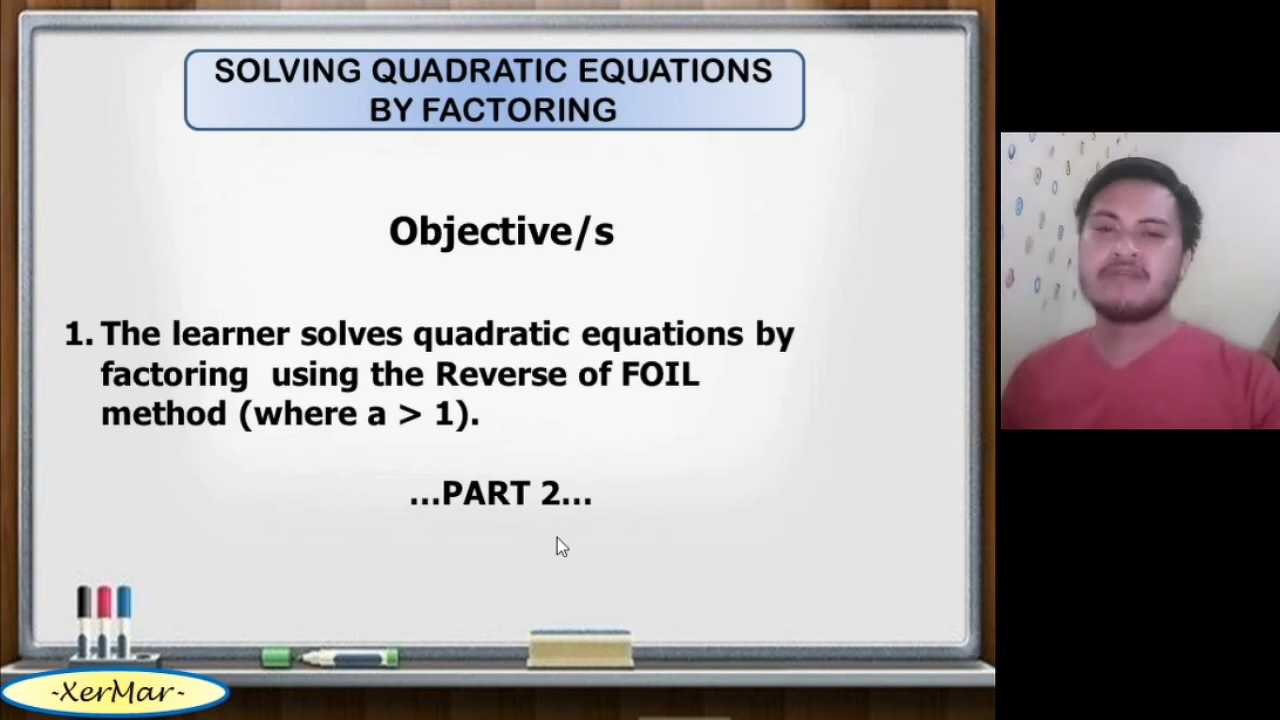 SOLVING QUADRATIC EQUATIONS
BY FACTORING
Objective/s
1. The learner solves quadratic equations by
factoring using the Reverse of FOIL
method (where a > 1).
...PART 2...
-XerMar-